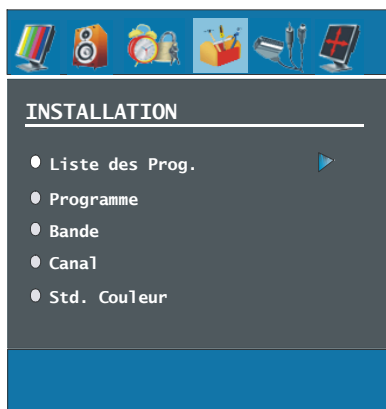 INSTALLATION
Liste des Prog.
Programme
Bande
Canal
Std. Couleur